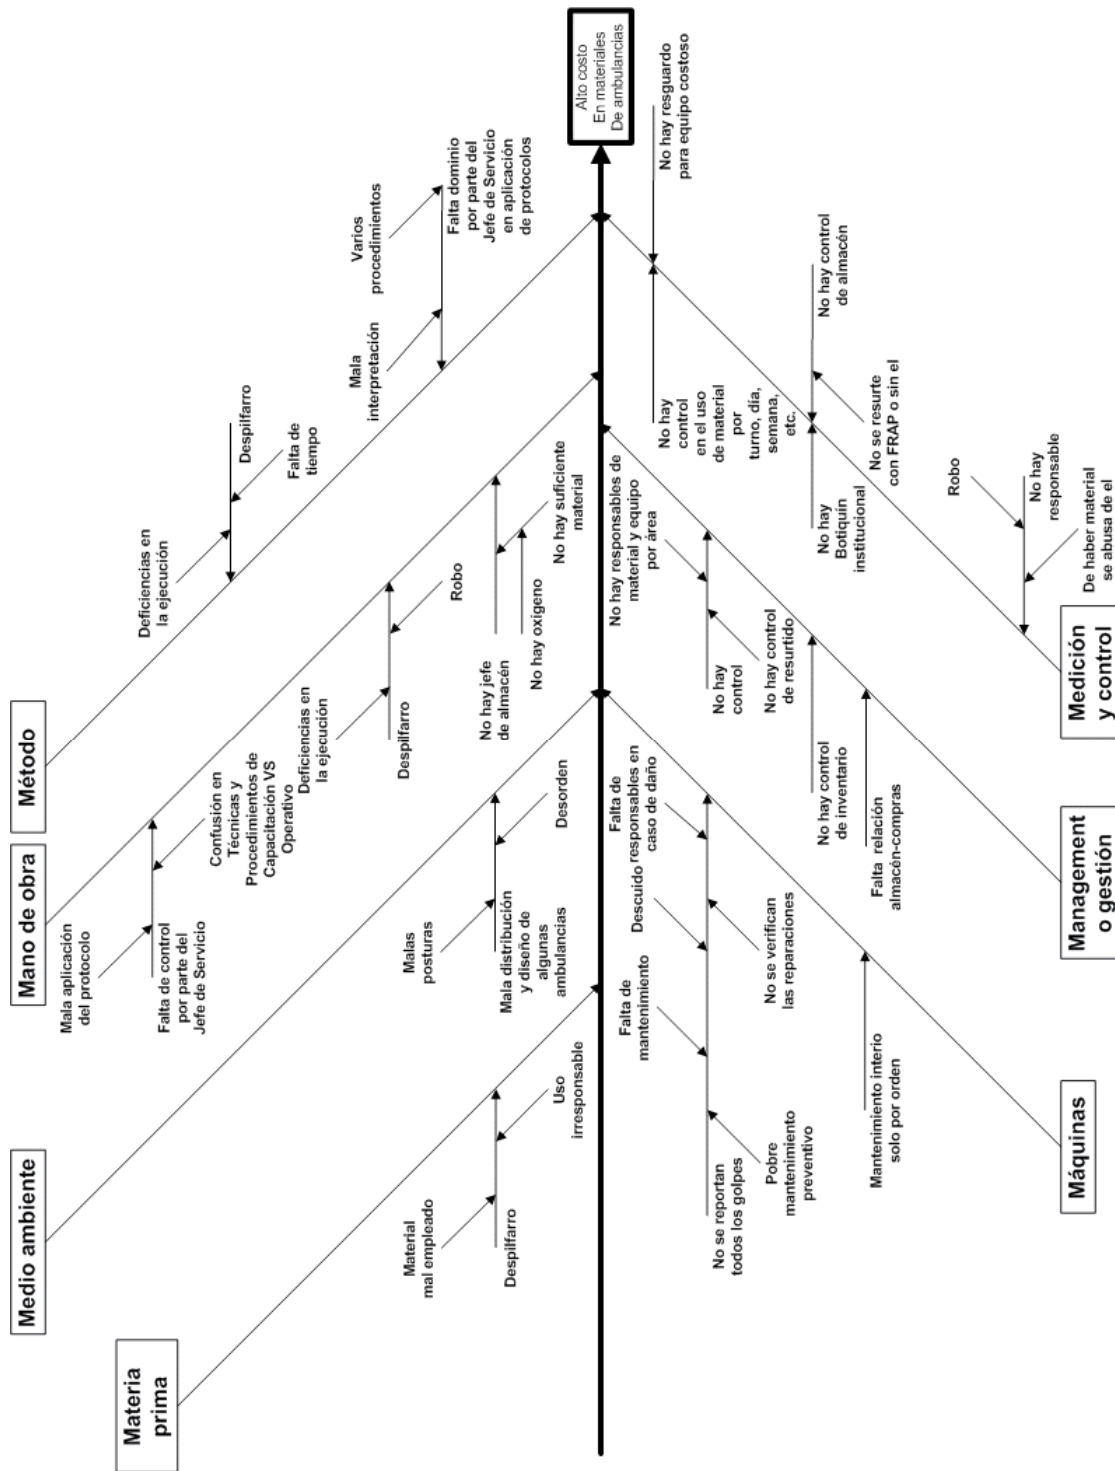 Alto costo
En materiales
De ambulancias
Método
Deficiencias en
la ejecución
Despilfarro
Falta de
tiempo
Mala
interpretación
Varios
procedimientos
Falta dominio
por parte del
Jefe de Servicio
en aplicación
de protocolos
Mano de obra
Mala aplicación
del protocolo
Falta de control
por parte del
Jefe de Servicio
Confusión en
Técnicas y
Procedimientos de
Capacitación VS
Operativo
Deficiencias en
la ejecución
Despilfarro
Robo
No hay jefe
de almacén
No hay oxigeno
No hay suficiente
material
Medio ambiente
Malas
posturas
Mala distribución
y diseño de
algunas
ambulancias
Desorden
Materia
prima
Material
mal empleado
Despilfarro
Uso
irresponsable
Medición
y control
No hay resguardo
para equipo costoso
No hay
control
en el uso
de material
por
turno, día,
semana,
etc.
No hay control
de almacén
No se resurte
con FRAP o sin el
No hay
Botiquín
institucional
Robo
No hay
responsable
De haber material
se abusa de el
Management
o gestión
No hay responsables de
material y equipo
por área
No hay
control
No hay control
de resurtido
No hay control
de inventario
Falta relación
almacén-compras
Máquinas
Falta de
responsables en
caso de daño
Descuido
No se verifican
las reparaciones
Falta de
mantenimiento
Pobre
mantenimiento
preventivo
No se reportan
todos los golpes
Mantenimiento interio
solo por orden